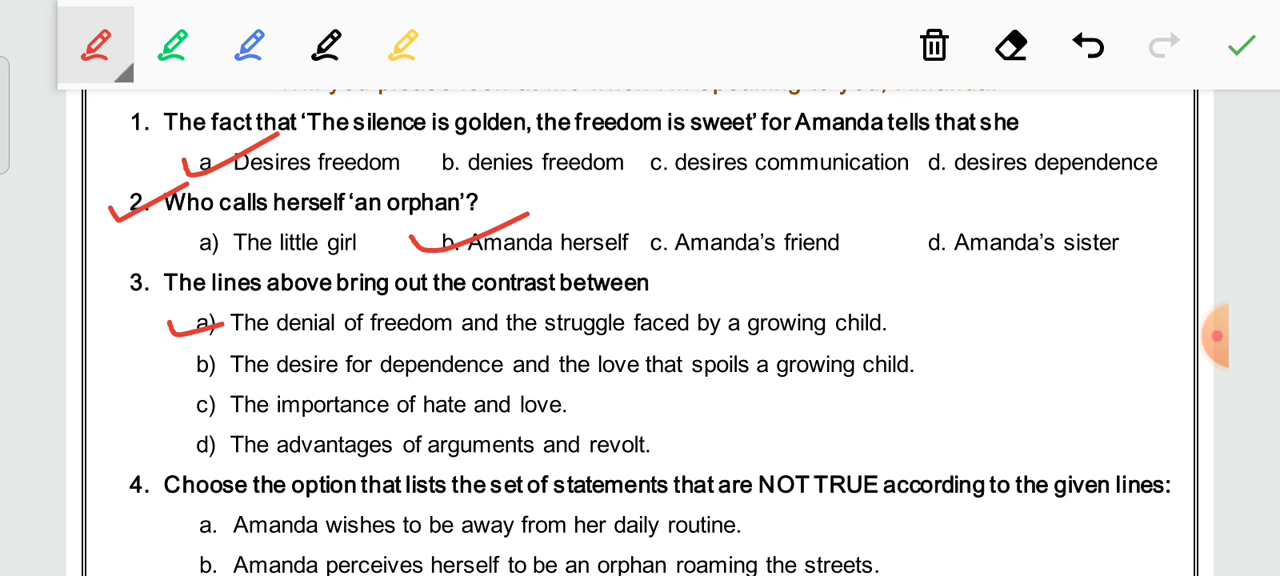 1. The fact that ‘The silence is golden, the freedom is sweet’ for Amanda tells that she
a. Desires freedom b. denies freedom c. desires communication d. desires dependence
2. Who calls herself ‘an orphan’?
a) The little girl b. Amanda herself c. Amanda’s friend d. Amanda’s sister
3. The lines above bring out the contrast between
a) The denial of freedom and the struggle faced by a growing child.
b) The desire for dependence and the love that spoils a growing child.
c) The importance of hate and love.
d) The advantages of arguments and revolt.
4. Choose the option that lists the set of statements that are NOT TRUE according to the given lines:
a. Amanda wishes to be away from her daily routine.
b. Amanda perceives herself to be an orphan roaming the streets.